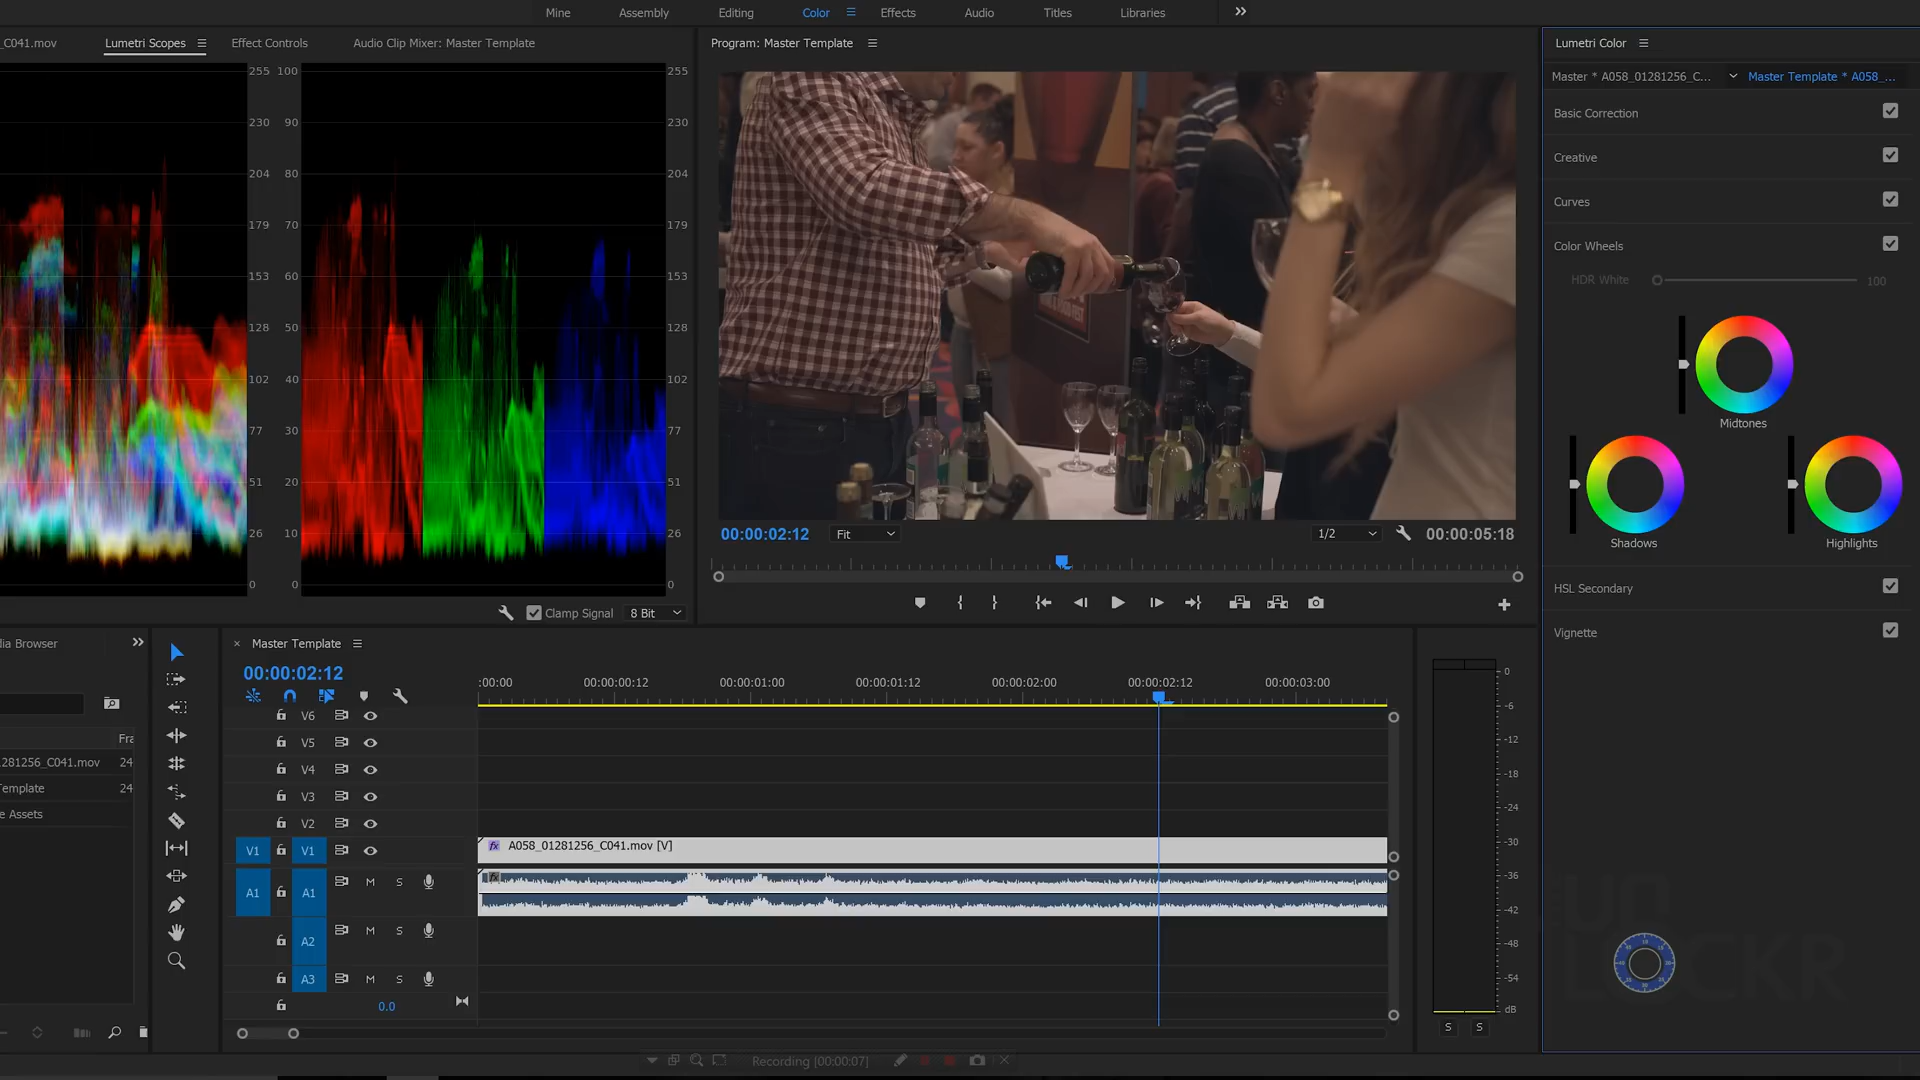 Mine Assembly Editing Color Effects Audio Titles Libraries
_C041.mov Lumetri Scopes Effect Controls Audio Clip Mixer: Master Template
Program: Master Template
Lumetri Color
Master * A058_01281256_C... Master Template * A058_...
Basic Correction
Creative
Curves
Color Wheels
HDR White 100
Midtones
Shadows
Highlights
HSL Secondary
Vignette
255 100 255
230 90 230
204 80 204
179 70 179
153 60 153
128 50 128
102 40 102
77 30 77
51 20 51
26 10 26
0 0 0
Clamp Signal 8 Bit
00:00:02:12 Fit 1/2 00:00:05:18
dia Browser
Fra
281256_C041.mov 24
Template 24
e Assets
Master Template
00:00:02:12
:00:00 00:00:00:12 00:00:01:00 00:00:01:12 00:00:02:00 00:00:02:12 00:00:03:00
V6
V5
V4
V3
V2
V1 V1 fx A058_01281256_C041.mov [V]
A1 A1 M S fx
A2 M S
A3 M S
0.0
0
-6
-12
-18
-24
-30
-36
-42
-48
-54
dB
S S
un
LOCKR
Recording [00:00:07]